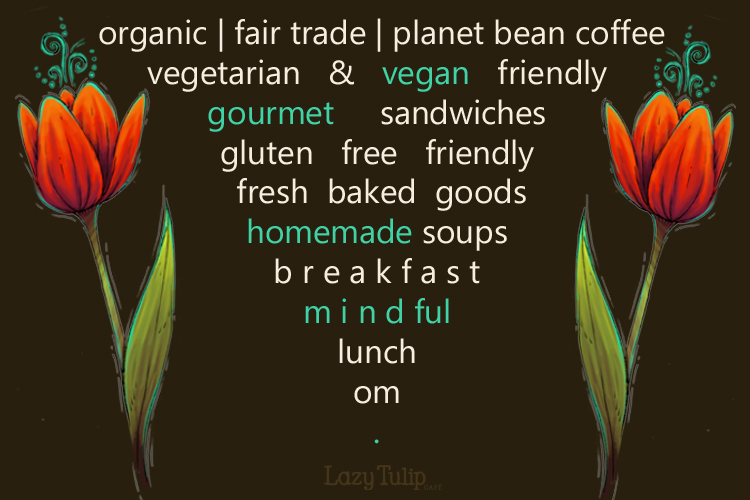 organic | fair trade | planet bean coffee
vegetarian & vegan friendly
gourmet sandwiches
gluten free friendly
fresh baked goods
homemade soups
b r e a k f a s t
m i n d ful
lunch
om
.
Lazy Tulip CAFE